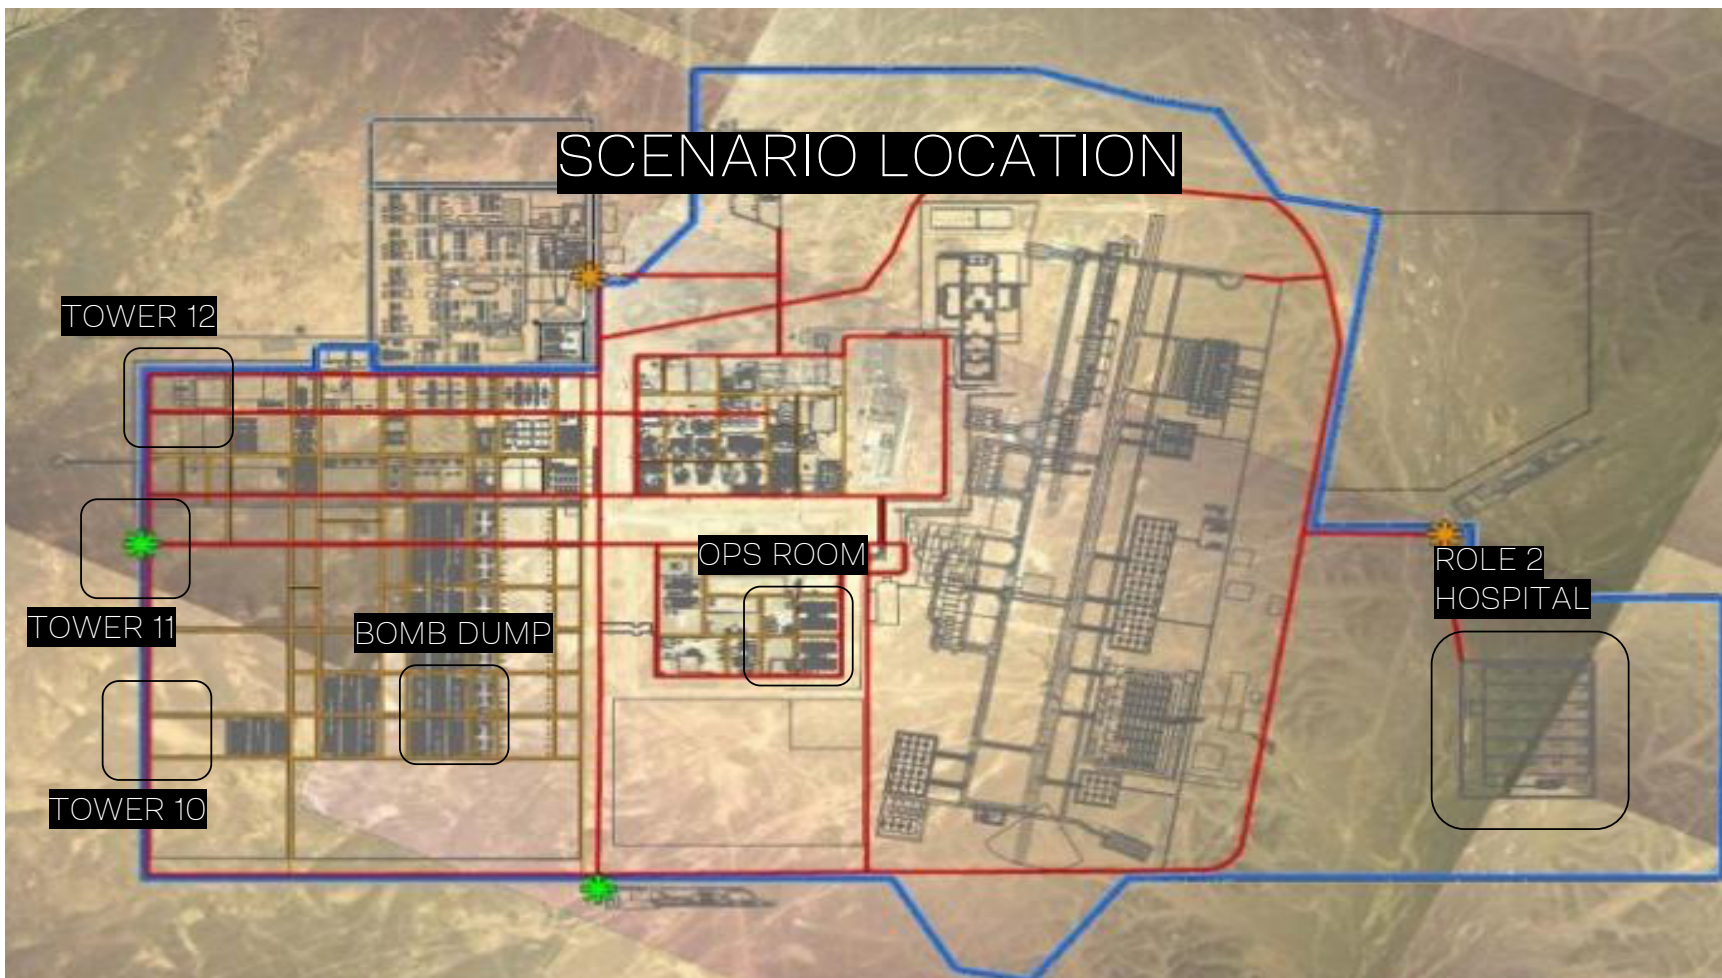 SCENARIO LOCATION
TOWER 12
OPS ROOM
ROLE 2
HOSPITAL
TOWER 11
BOMB DUMP
TOWER 10